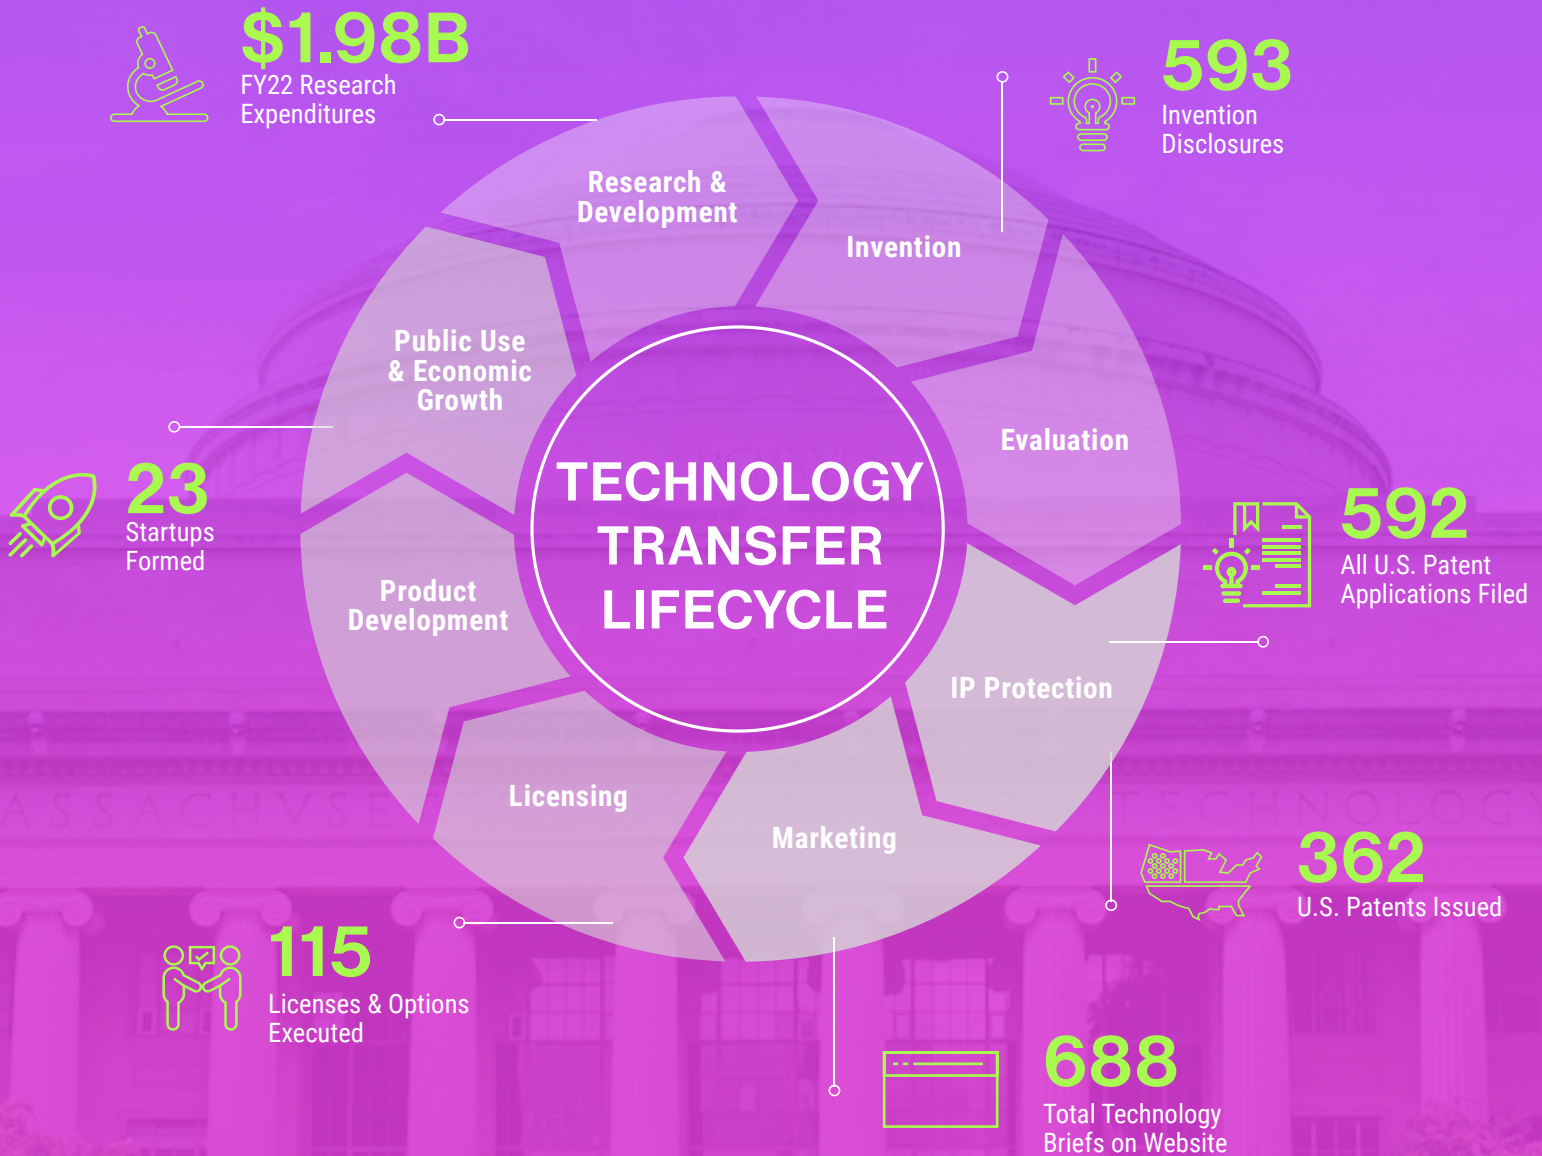 $1.98B
FY22 Research
Expenditures
593
Invention
Disclosures
Research &
Development
Invention
Public Use
& Economic
Growth
Evaluation
TECHNOLOGY
TRANSFER
LIFECYCLE
23
Startups
Formed
592
All U.S. Patent
Applications Filed
Product
Development
IP Protection
Licensing
Marketing
362
U.S. Patents Issued
115
Licenses & Options
Executed
688
Total Technology
Briefs on Website